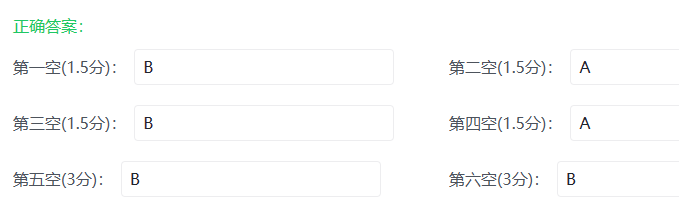 正确答案：
第一空(1.5分)： B 第二空(1.5分)： A
第三空(1.5分)： B 第四空(1.5分)： A
第五空(3分)： B 第六空(3分)： B